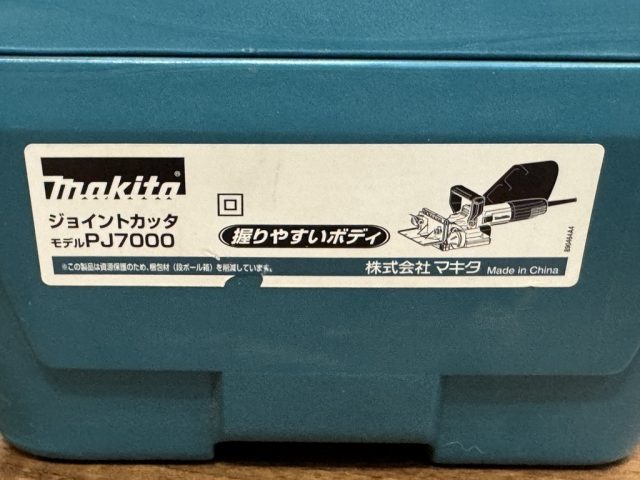 makita®
ジョイントカッタ
モデルPJ7000
握りやすいボディ
※この製品は資源保護のため、梱包材(段ボール箱)を削減しています。
株式会社 マキタ Made in China